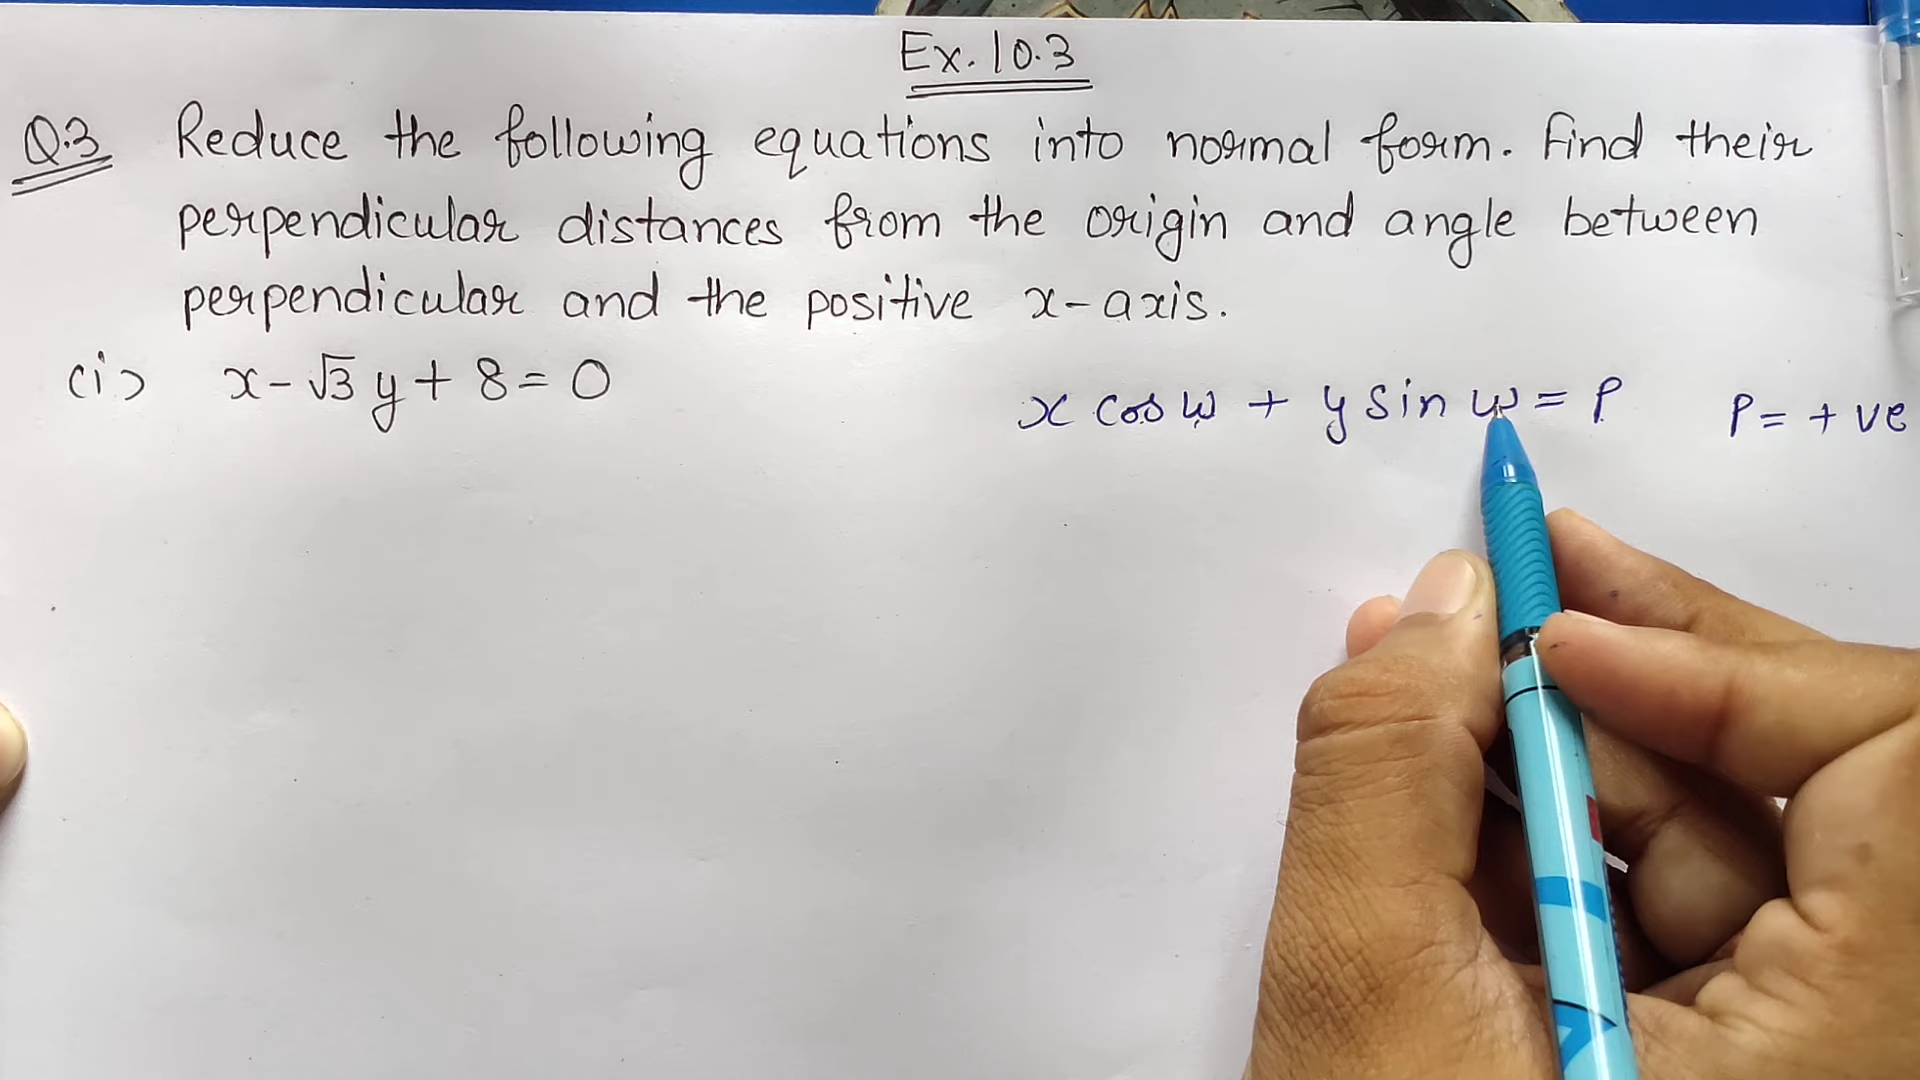 Ex. 10.3
Q.3 Reduce the following equations into normal form. Find their
perpendicular distances from the origin and angle between
perpendicular and the positive x-axis.
(i) x - √3 y + 8 = 0
x cos ω + y sin ω = P P = + ve